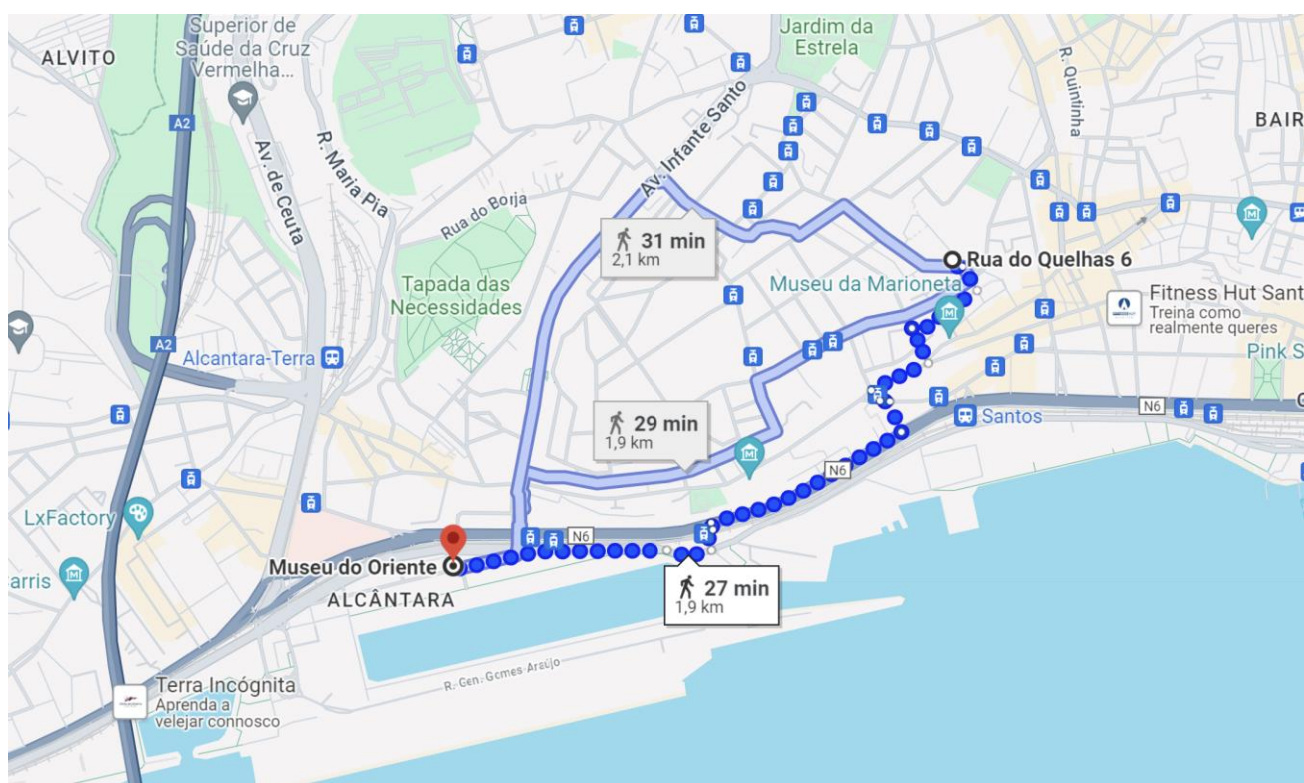 Superior de
Saúde da Cruz
Vermelha...
Jardim da
Estrela
ALVITO
R. Quintinha
A2
Av. de Ceuta
R. Maria Pia
Av. Infante Santo
BAIR
Rua do Borja
31 min
2,1 km
Rua do Quelhas 6
Tapada das
Necessidades
Museu da Marioneta
Fitness Hut Sant
Treina como
realmente queres
A2
Alcantara-Terra
Pink S
29 min
1,9 km
Santos
N6
N6
LxFactory
N6
Museu do Oriente
arris
27 min
1,9 km
ALCÂNTARA
R. Gen. Gomes Araújo
Terra Incógnita
Aprenda a
velejar connosco